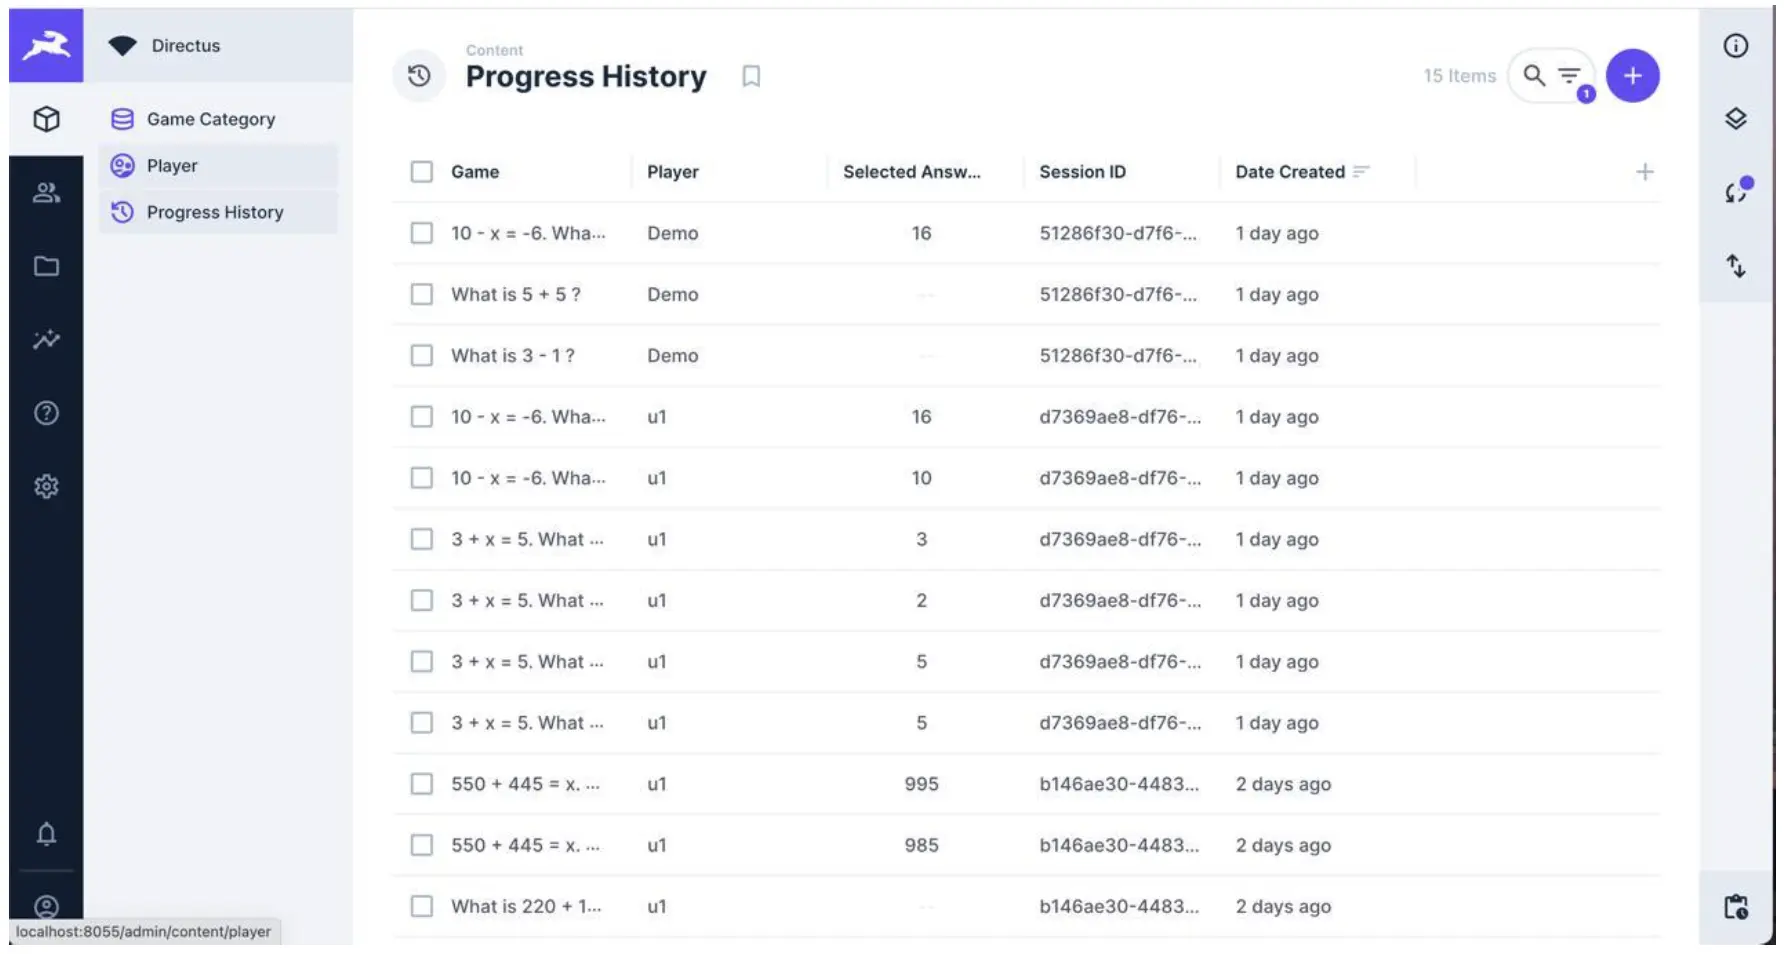 Directus
Game Category
Player
Progress History
Content
Progress History
15 Items
1
Game Player Selected Answ... Session ID Date Created
10 - x = -6. Wha... Demo 16 51286f30-d7f6-... 1 day ago
What is 5 + 5 ? Demo -- 51286f30-d7f6-... 1 day ago
What is 3 - 1 ? Demo -- 51286f30-d7f6-... 1 day ago
10 - x = -6. Wha... u1 16 d7369ae8-df76-... 1 day ago
10 - x = -6. Wha... u1 10 d7369ae8-df76-... 1 day ago
3 + x = 5. What ... u1 3 d7369ae8-df76-... 1 day ago
3 + x = 5. What ... u1 2 d7369ae8-df76-... 1 day ago
3 + x = 5. What ... u1 5 d7369ae8-df76-... 1 day ago
3 + x = 5. What ... u1 5 d7369ae8-df76-... 1 day ago
550 + 445 = x. ... u1 995 b146ae30-4483... 2 days ago
550 + 445 = x. ... u1 985 b146ae30-4483... 2 days ago
What is 220 + 1... u1 -- b146ae30-4483... 2 days ago
localhost:8055/admin/content/player